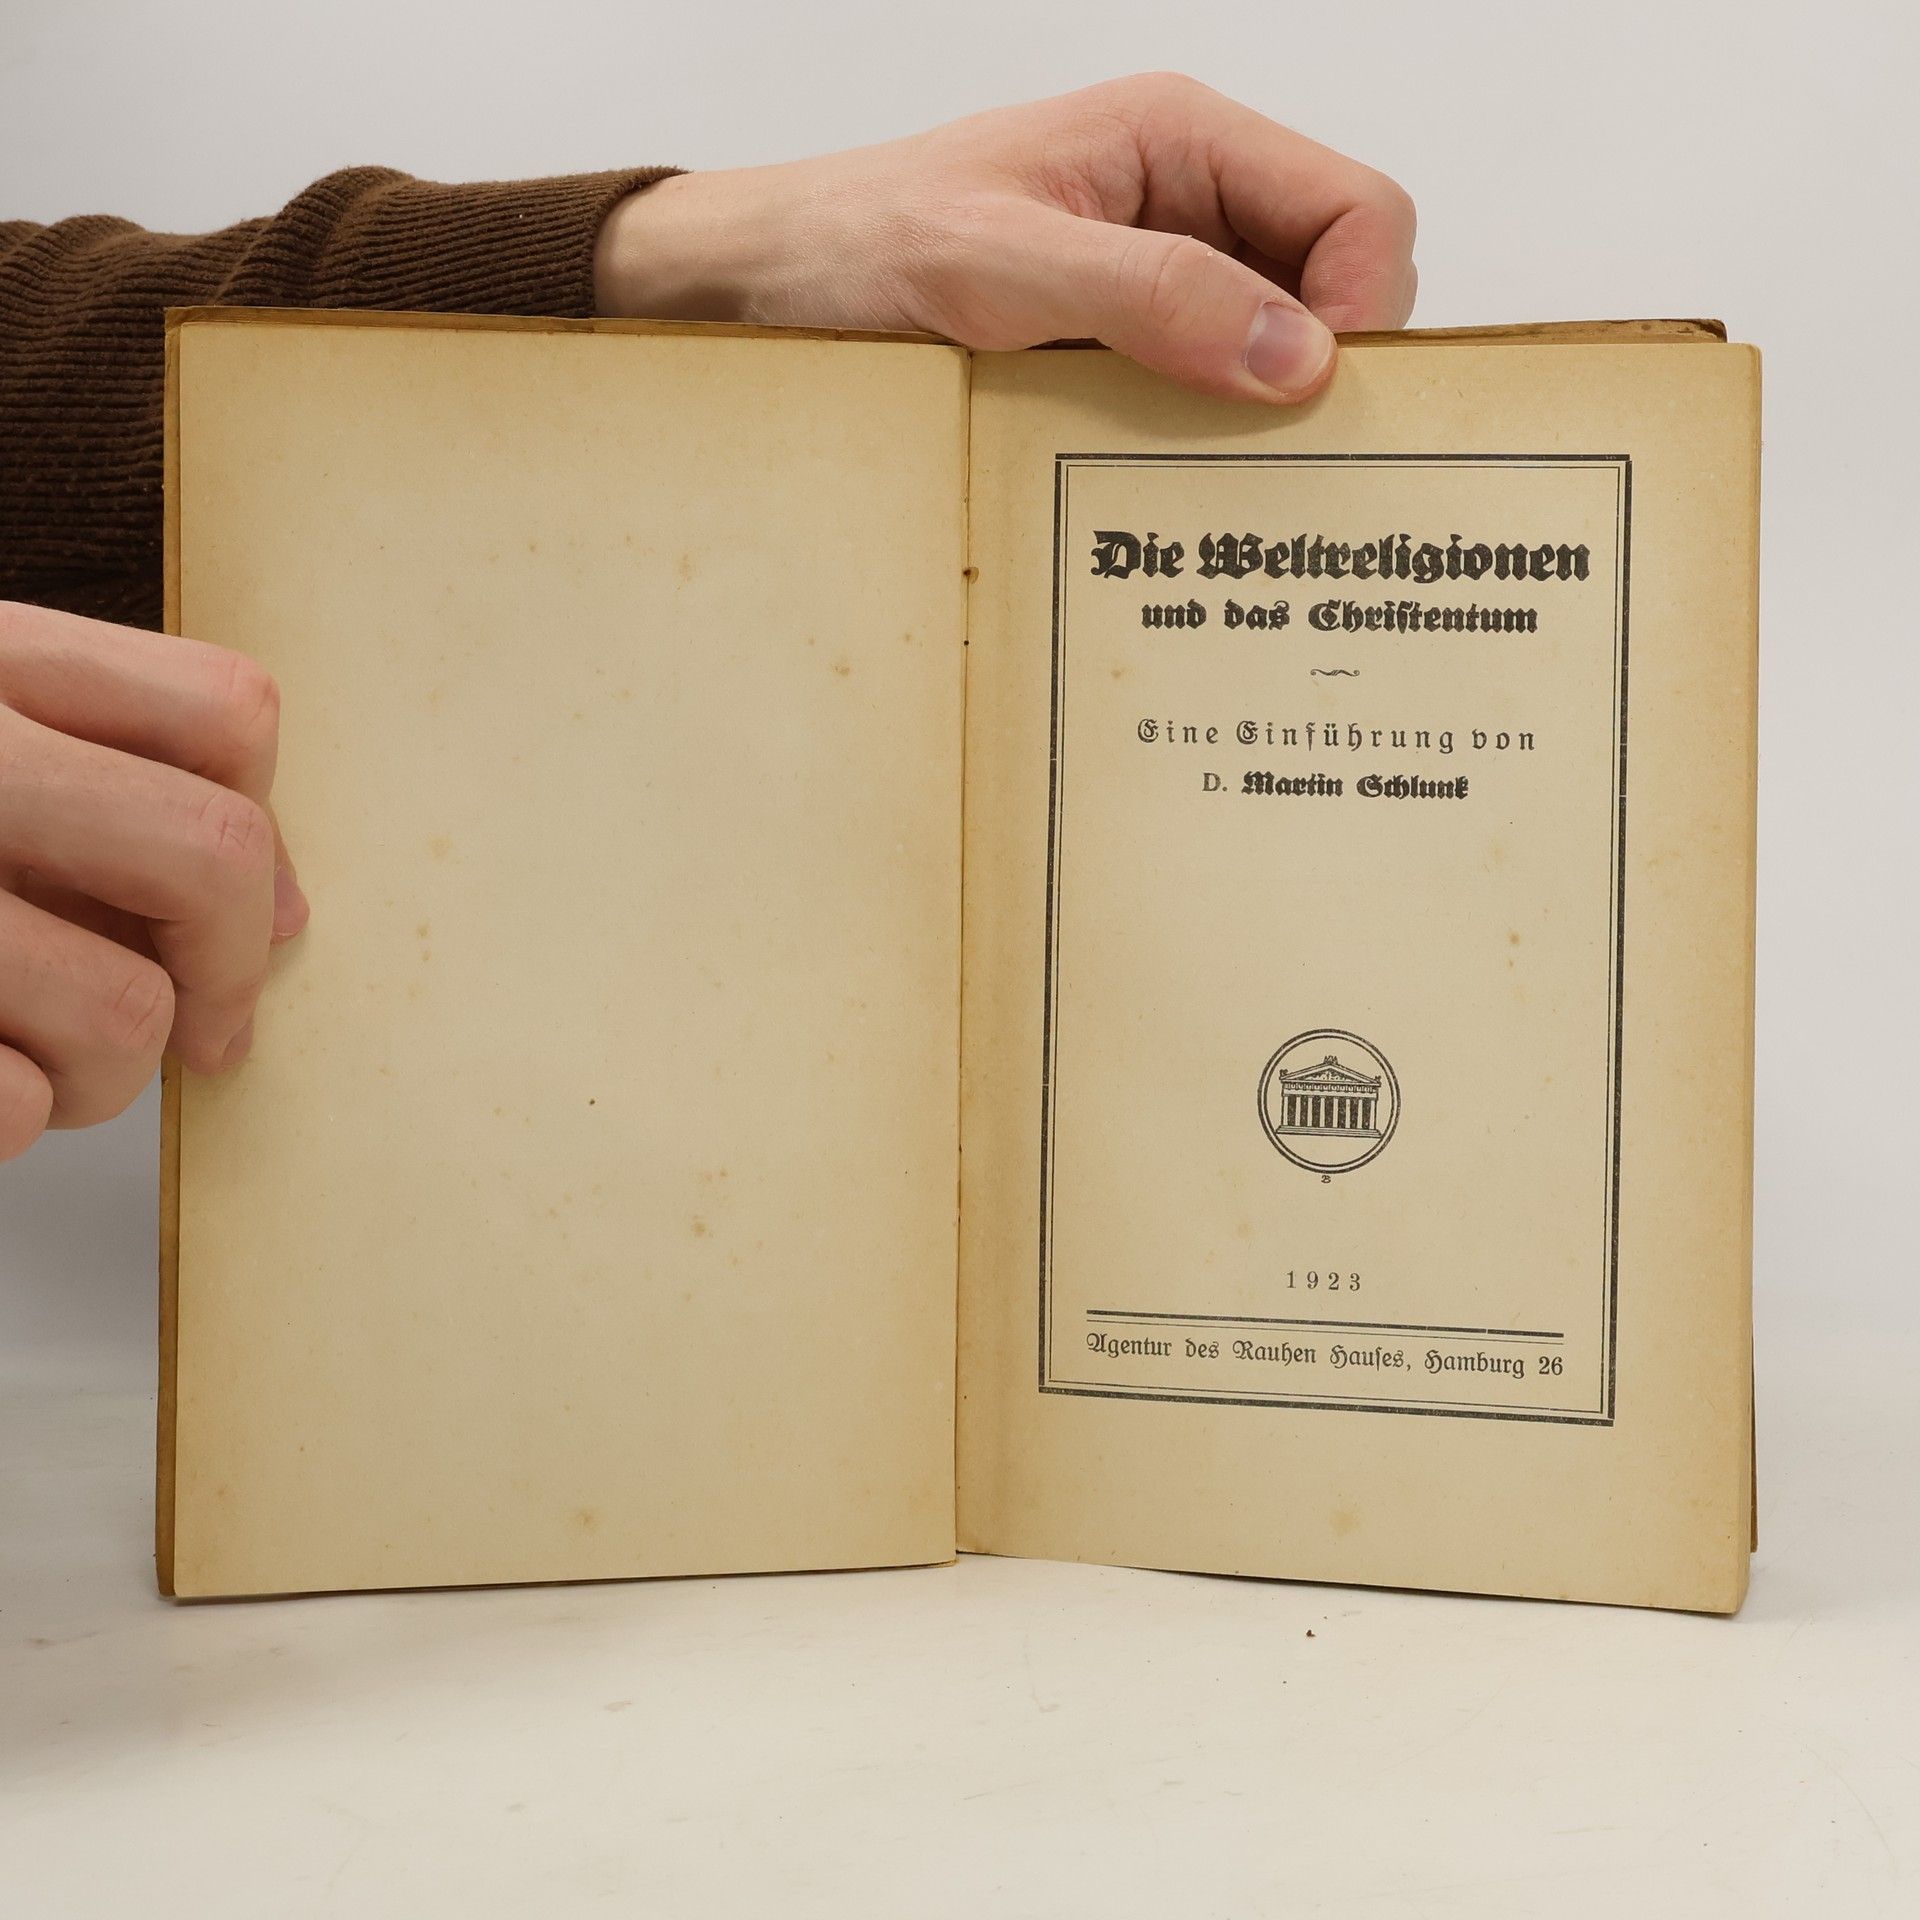 Die Weltreligionen
und das Christentum
Eine Einführung von
D. Martin Schlunk
B
1923
Agentur des Rauhen Hauses, Hamburg 26